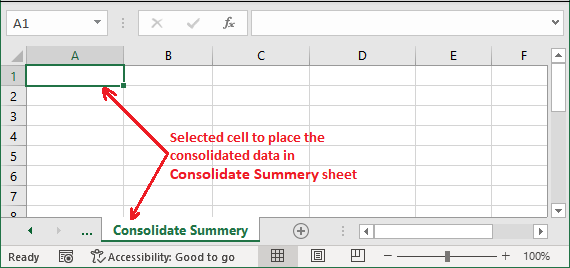 A1
fx
A B C D E F
1
2
3
4
Selected cell to place the
5
consolidated data in
6
Consolidate Summery sheet
7
8
... Consolidate Summery
Ready Accessibility: Good to go 100%